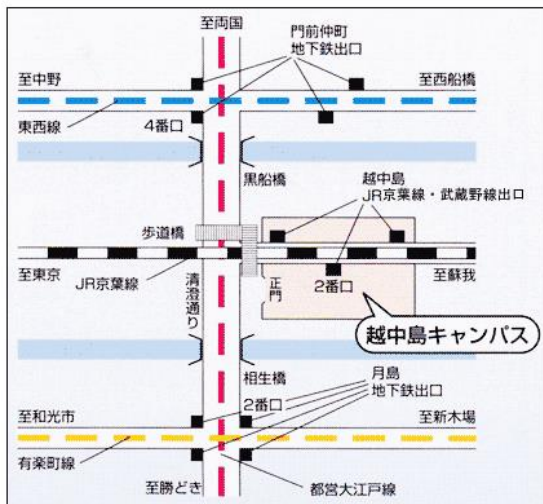 至両国
門前仲町
地下鉄出口
至中野
至西船橋
東西線
4番口
黒船橋
越中島
JR京葉線・武蔵野線出口
歩道橋
至東京
JR京葉線
清澄通り
正門
2番口
至蘇我
越中島キャンパス
相生橋
月島
地下鉄出口
2番口
至和光市
至新木場
有楽町線
至勝どき
都営大江戸線